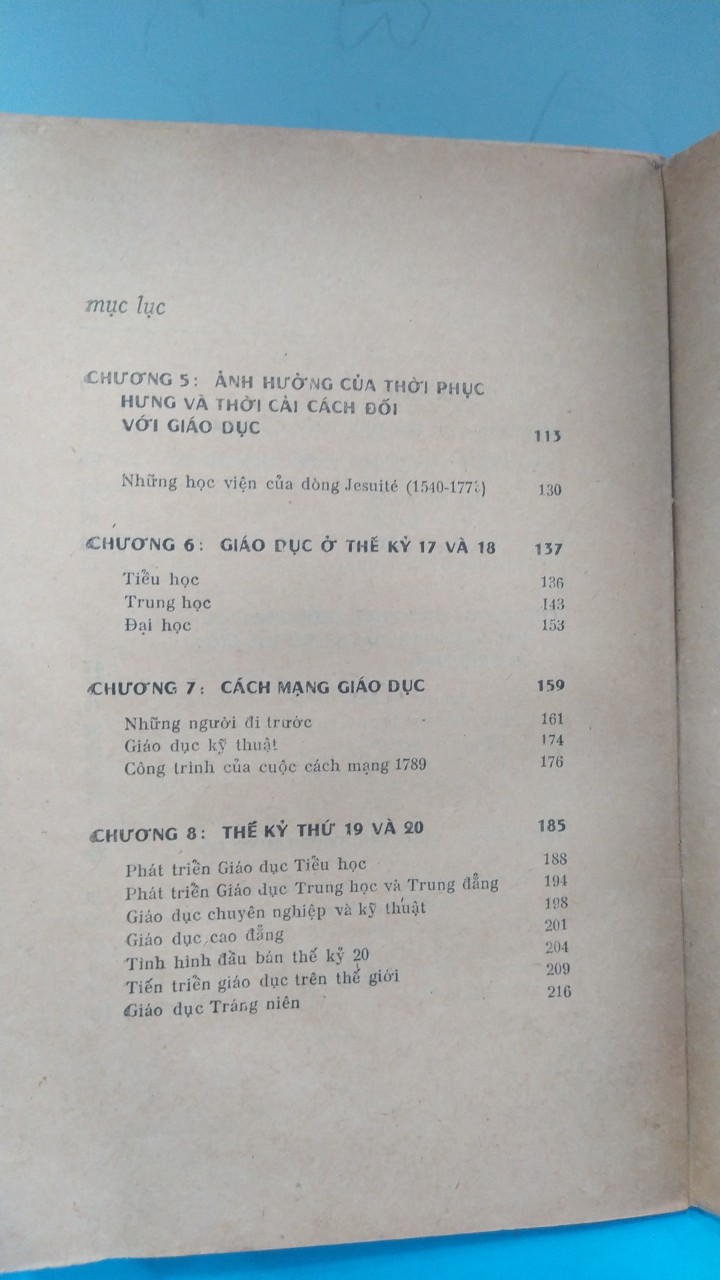 mục lục
CHƯƠNG 5: ẢNH HƯỞNG CỦA THỜI PHỤC
HƯNG VÀ THỜI CẢI CÁCH ĐỐI
VỚI GIÁO DỤC 113
Những học viện của dòng Jesuité (1540-1773) 130
CHƯƠNG 6: GIÁO DỤC Ở THẾ KỶ 17 VÀ 18 137
Tiều học 136
Trung học 143
Đại học 153
CHƯƠNG 7: CÁCH MẠNG GIÁO DỤC 159
Những người đi trước 161
Giáo dục kỹ thuật 174
Công trình của cuộc cách mạng 1789 176
CHƯƠNG 8: THẾ KỶ THỨ 19 VÀ 20 185
Phát triền Giáo dục Tiều học 188
Phát triền Giáo dục Trung học và Trung đẳng 194
Giáo dục chuyên nghiệp và kỹ thuật 198
Giáo dục cao đẳng 201
Tình hình đầu bán thế kỷ 20 204
Tiến triền giáo dục trên thế giới 209
Giáo dục Tráng niên 216